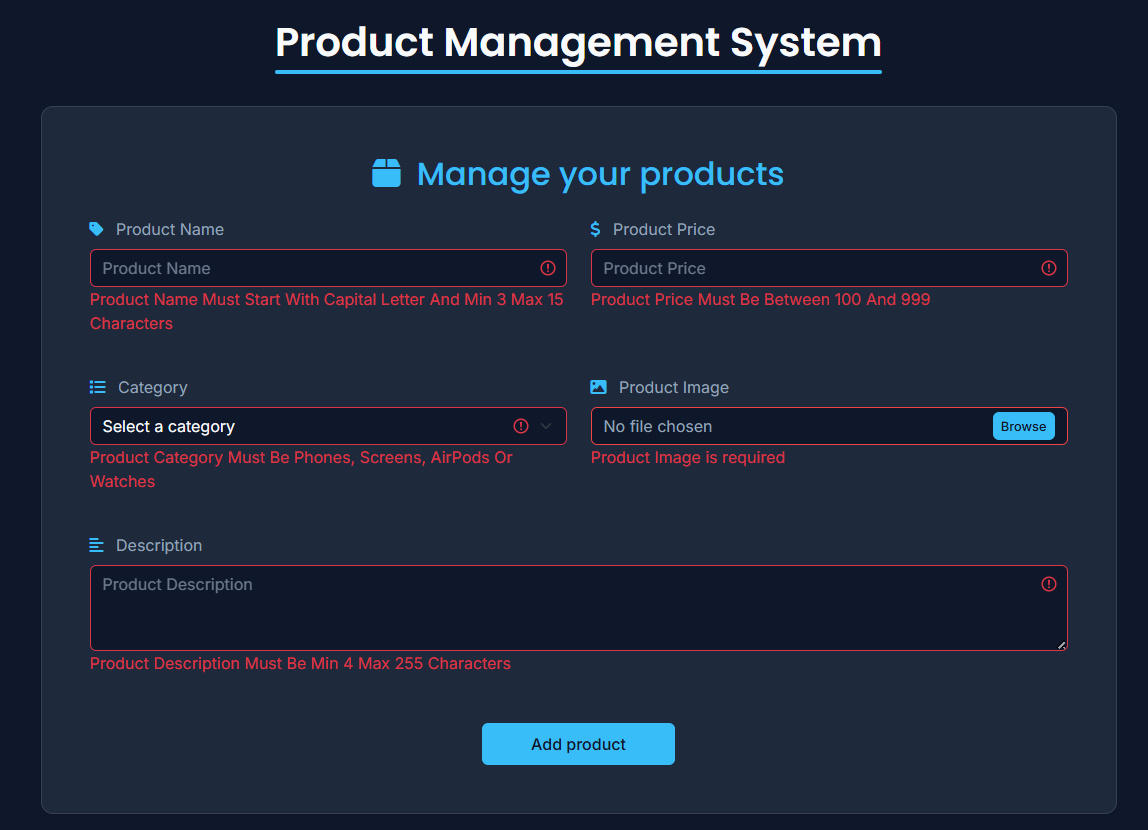 Product Management System
Manage your products
Product Name
Product Name
Product Name Must Start With Capital Letter And Min 3 Max 15
Characters
Product Price
Product Price
Product Price Must Be Between 100 And 999
Category
Select a category
Product Category Must Be Phones, Screens, AirPods Or
Watches
Product Image
No file chosen
Browse
Product Image is required
Description
Product Description
Product Description Must Be Min 4 Max 255 Characters
Add product